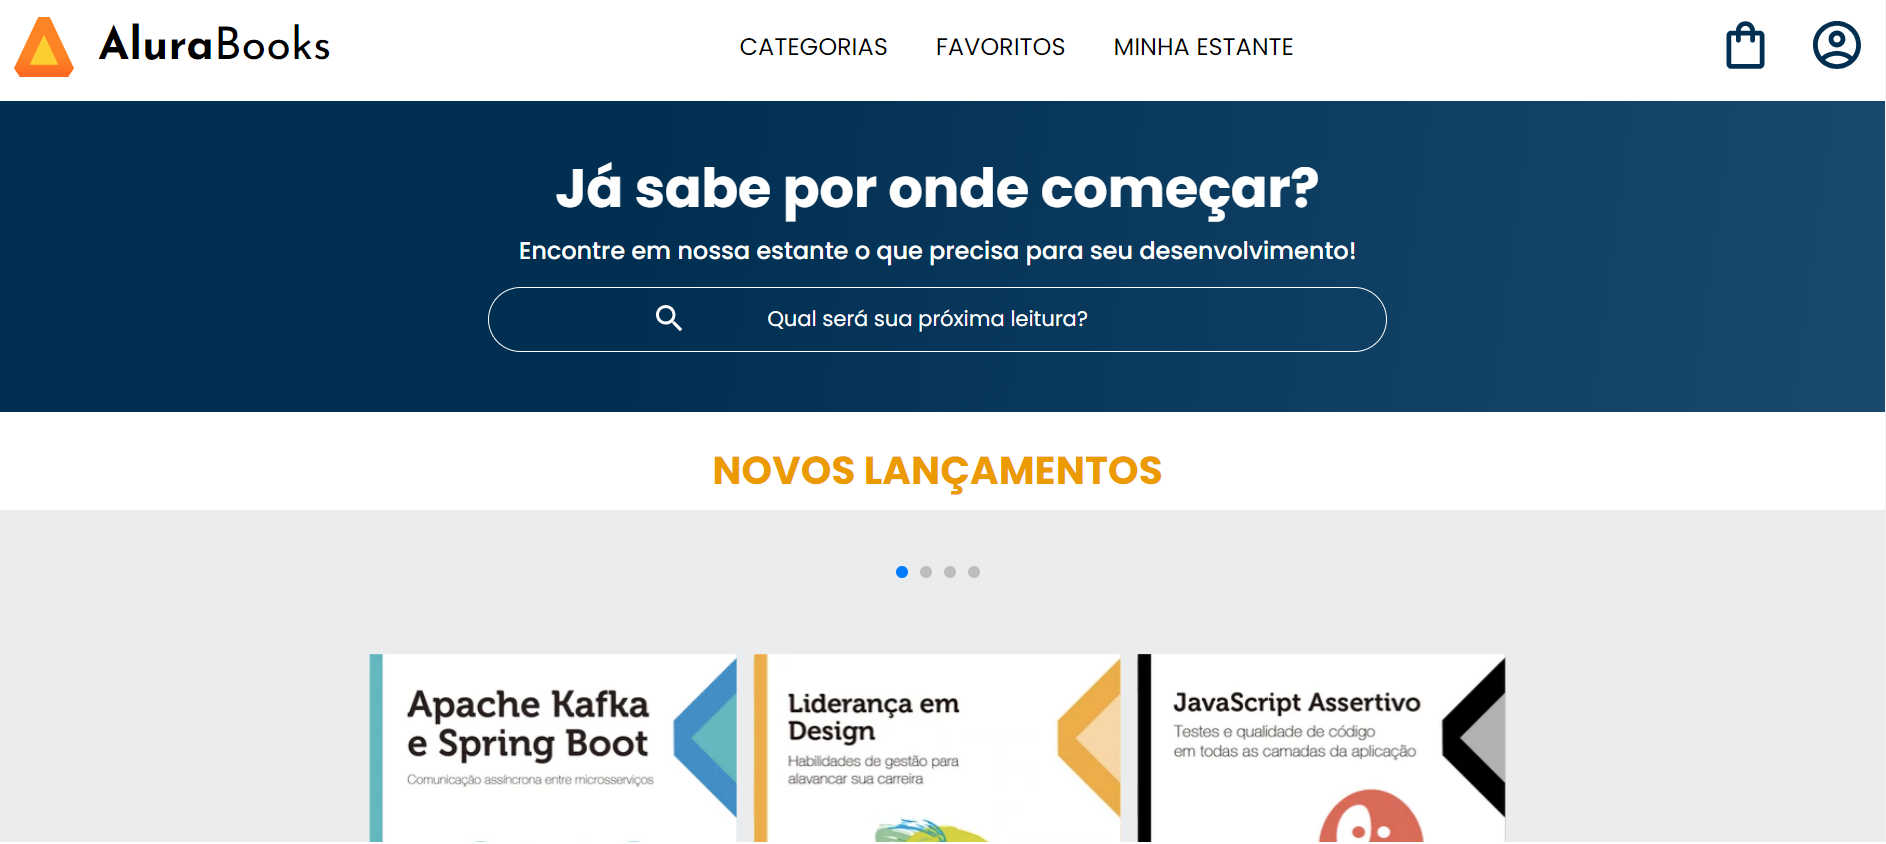 AluraBooks
CATEGORIAS FAVORITOS MINHA ESTANTE
Já sabe por onde começar?
Encontre em nossa estante o que precisa para seu desenvolvimento!
Qual será sua próxima leitura?
NOVOS LANÇAMENTOS
Apache Kafka
e Spring Boot
Comunicação assíncrona entre microsserviços
Liderança em
Design
Habilidades de gestão para
alavancar sua carreira
JavaScript Assertivo
Testes e qualidade de código
em todas as camadas da aplicação